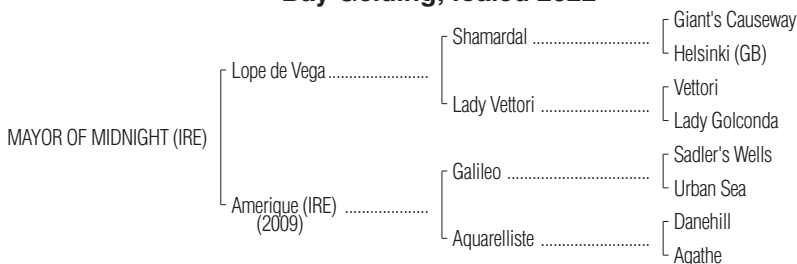 Bay Gelding; foaled 2022
Giant's Causeway
Shamardal
Helsinki (GB)
Lope de Vega
Vettori
Lady Vettori
Lady Golconda
MAYOR OF MIDNIGHT (IRE)
Sadler's Wells
Galileo
Urban Sea
Amerique (IRE)
(2009)
Danehill
Aquarelliste
Agathe